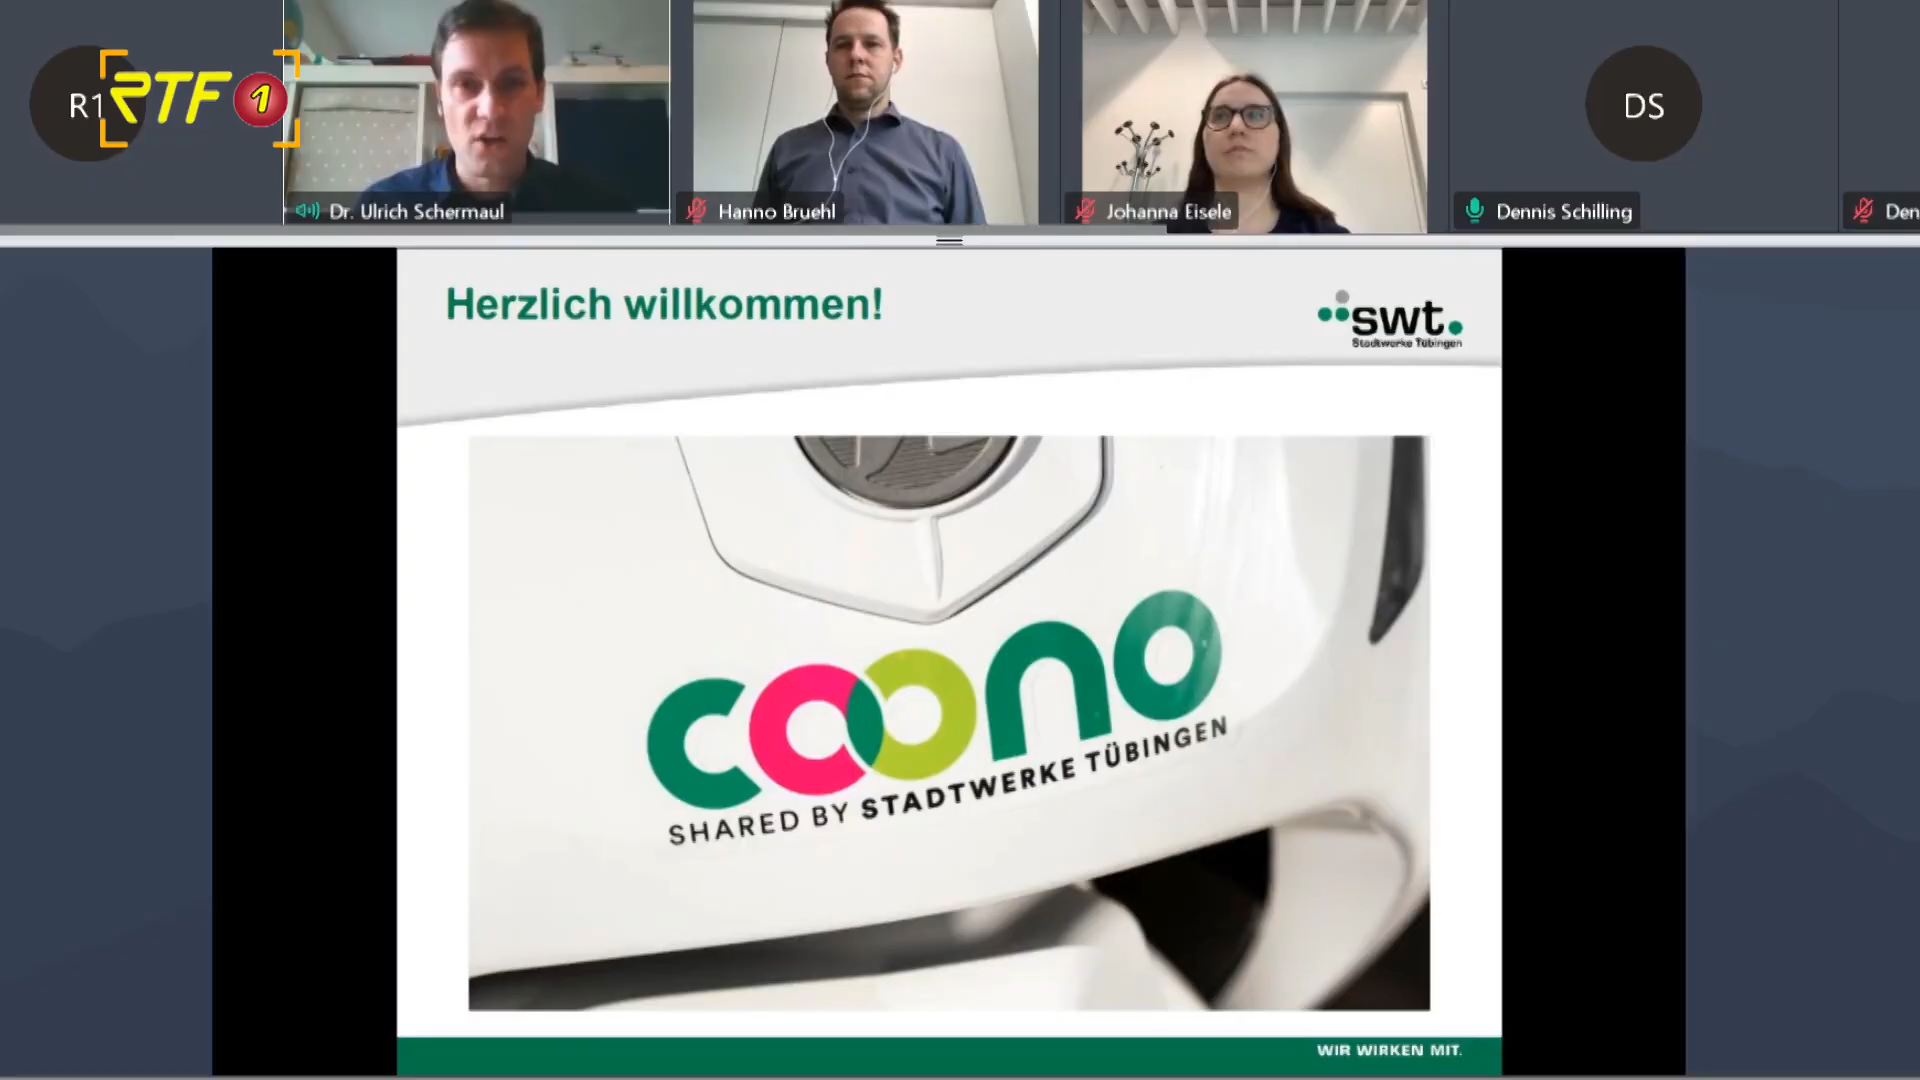 R1
RTF 1
Dr. Ulrich Schermaul
Hanno Bruehl
Johanna Eisele
DS
Dennis Schilling
Den
Herzlich willkommen!
swt.
Stadtwerke Tübingen
coono
SHARED BY STADTWERKE TÜBINGEN
WIR WIRKEN MIT.